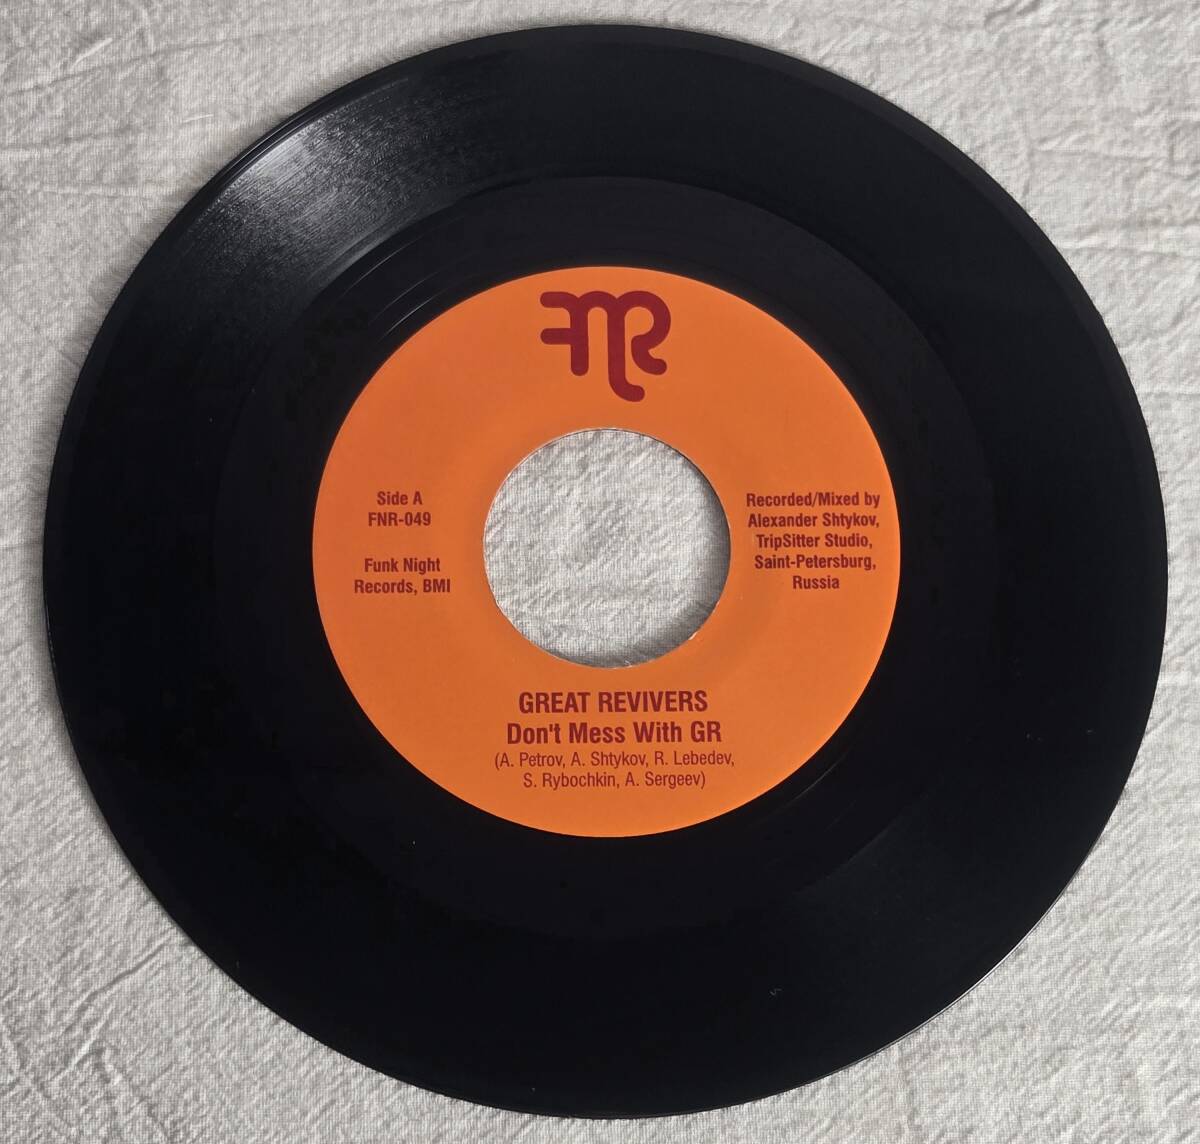 FNR
Side A
FNR-049
Funk Night
Records, BMI
Recorded/Mixed by
Alexander Shtykov,
TripSitter Studio,
Saint-Petersburg,
Russia
GREAT REVIVERS
Don't Mess With GR
(A. Petrov, A. Shtykov, R. Lebedev,
S. Rybochkin, A. Sergeev)